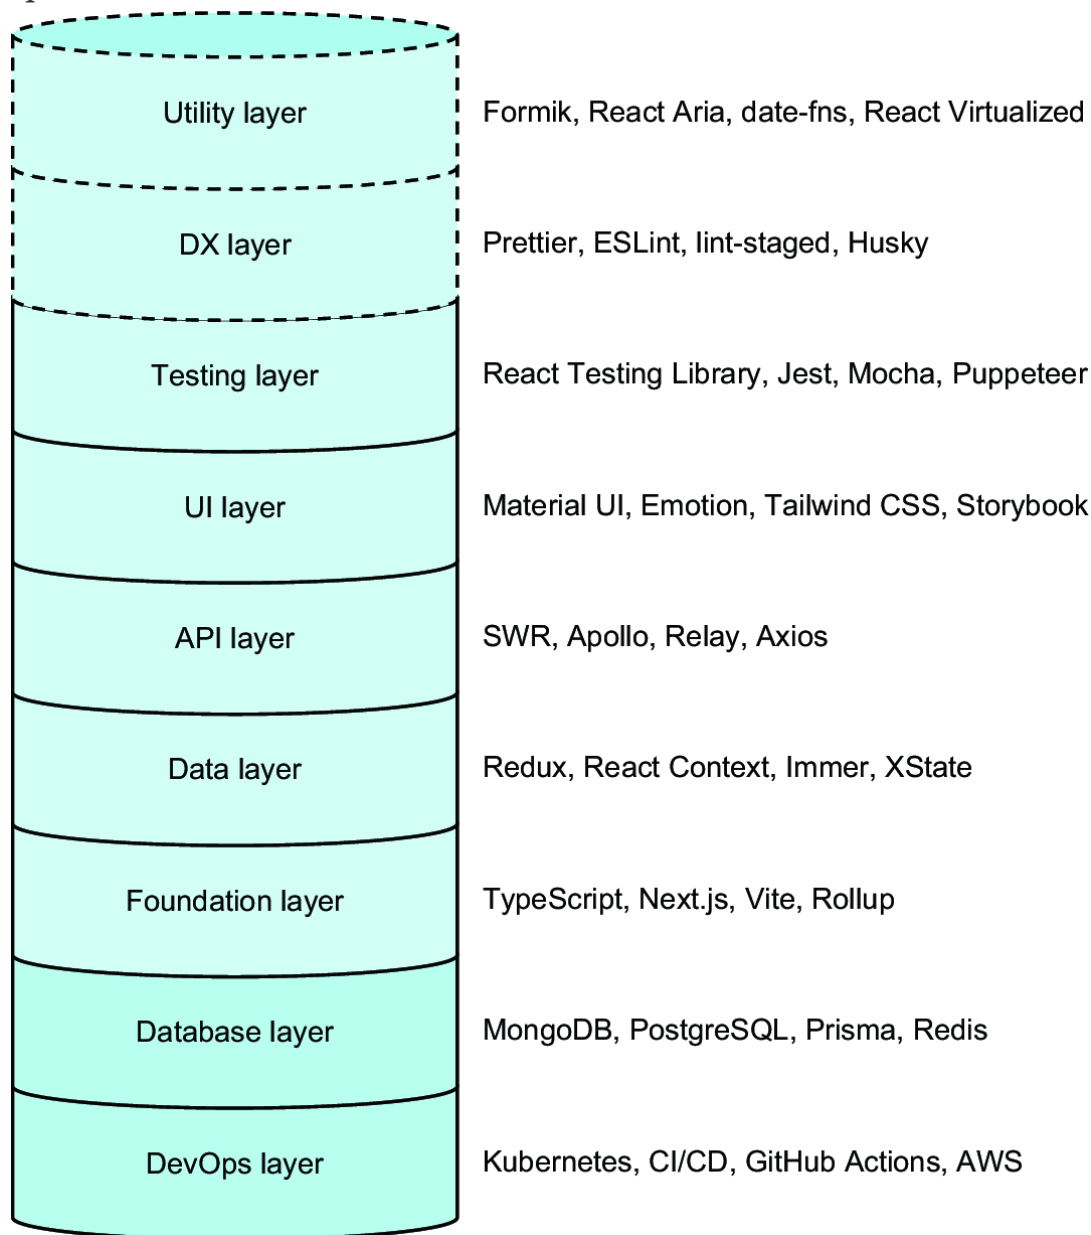 Utility layer
Formik, React Aria, date-fns, React Virtualized
DX layer
Prettier, ESLint, lint-staged, Husky
Testing layer
React Testing Library, Jest, Mocha, Puppeteer
UI layer
Material UI, Emotion, Tailwind CSS, Storybook
API layer
SWR, Apollo, Relay, Axios
Data layer
Redux, React Context, Immer, XState
Foundation layer
TypeScript, Next.js, Vite, Rollup
Database layer
MongoDB, PostgreSQL, Prisma, Redis
DevOps layer
Kubernetes, CI/CD, GitHub Actions, AWS